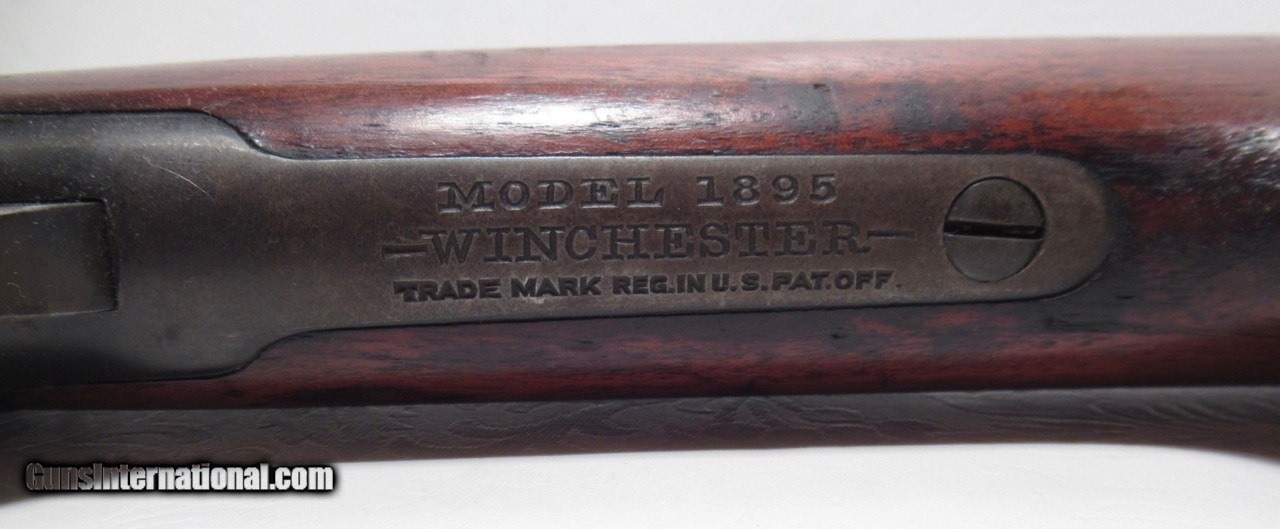 MODEL 1895
—WINCHESTER—
TRADE MARK REG. IN U.S. PAT. OFF.
GunsInternational.com